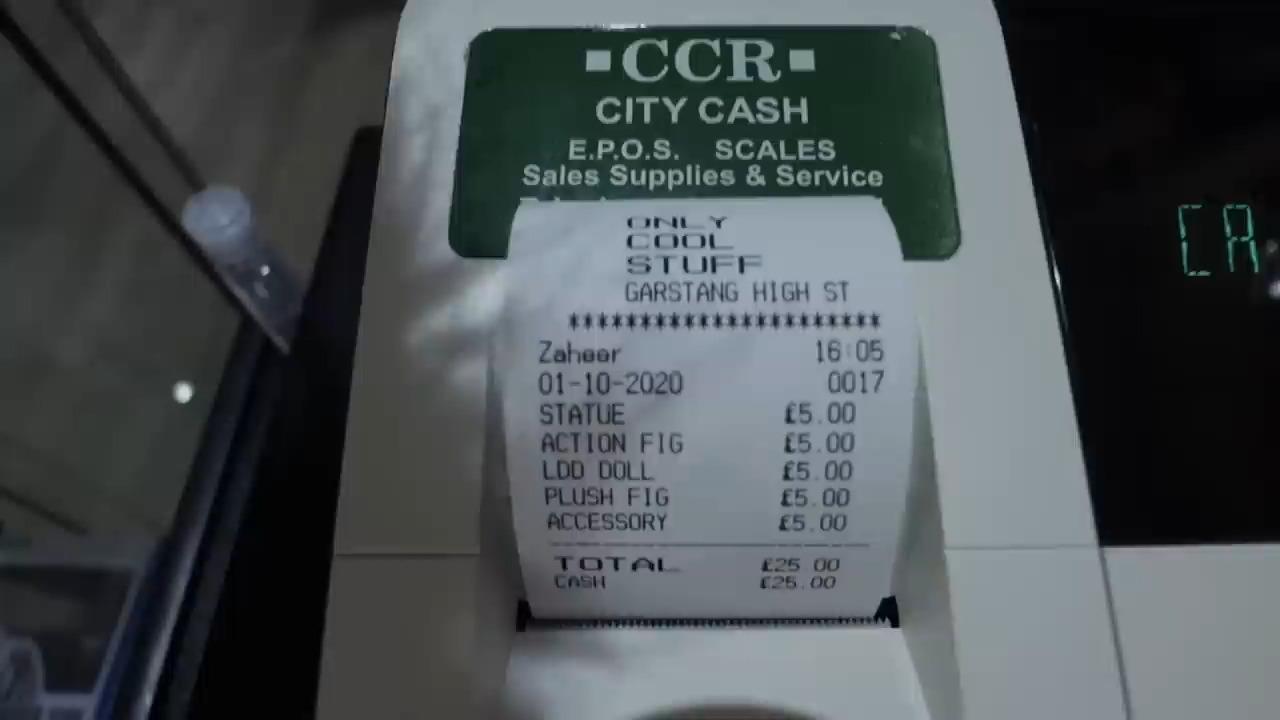 CCR
CITY CASH
E.P.O.S. SCALES
Sales Supplies & Service
ONLY
COOL
STUFF
GARSTANG HIGH ST
**********************
Zaheer 16:05
01-10-2020 0017
STATUE £5.00
ACTION FIG £5.00
LDD DOLL £5.00
PLUSH FIG £5.00
ACCESSORY £5.00
TOTAL £25.00
CASH £25.00
CA